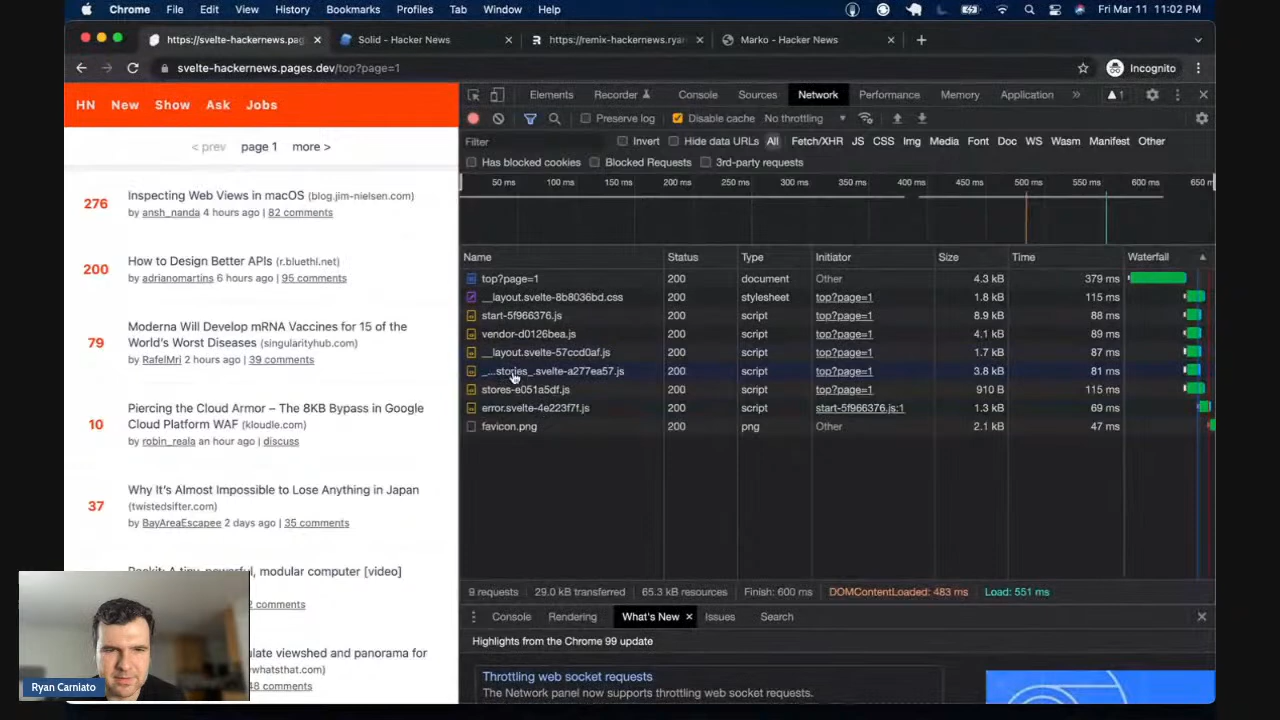 Chrome File Edit View History Bookmarks Profiles Tab Window Help
Fri Mar 11 11:02 PM
https://svelte-hackernews.pag
Solid - Hacker News
https://remix-hackernews.ryan
Marko - Hacker News
svelte-hackernews.pages.dev/top?page=1
Incognito
HN New Show Ask Jobs
< prev page 1 more >
276
Inspecting Web Views in macOS (blog.jim-nielsen.com)
by ansh_nanda 4 hours ago | 82 comments
200
How to Design Better APIs (r.bluethl.net)
by adrianomartins 6 hours ago | 95 comments
79
Moderna Will Develop mRNA Vaccines for 15 of the
World's Worst Diseases (singularityhub.com)
by RafelMri 2 hours ago | 39 comments
10
Piercing the Cloud Armor – The 8KB Bypass in Google
Cloud Platform WAF (kloudle.com)
by robin_reala an hour ago | discuss
37
Why It's Almost Impossible to Lose Anything in Japan
(twistedsifter.com)
by BayAreaEscapee 2 days ago | 35 comments
A tiny, powerful, modular computer [video]
2 comments
ulate viewshed and panorama for
whatsthat.com)
48 comments
Ryan Carniato
Elements Recorder Console Sources Network Performance Memory Application » 1
Preserve log Disable cache No throttling
Filter Invert Hide data URLs All Fetch/XHR JS CSS Img Media Font Doc WS Wasm Manifest Other
Has blocked cookies Blocked Requests 3rd-party requests
50 ms 100 ms 150 ms 200 ms 250 ms 300 ms 350 ms 400 ms 450 ms 500 ms 550 ms 600 ms 650 m
Name Status Type Initiator Size Time Waterfall
top?page=1 200 document Other 4.3 kB 379 ms
__layout.svelte-8b8036bd.css 200 stylesheet top?page=1 1.8 kB 115 ms
start-5f966376.js 200 script top?page=1 8.9 kB 88 ms
vendor-d0126bea.js 200 script top?page=1 4.1 kB 89 ms
__layout.svelte-57ccd0af.js 200 script top?page=1 1.7 kB 87 ms
_...stories_.svelte-a277ea57.js 200 script top?page=1 3.8 kB 81 ms
stores-e051a5df.js 200 script top?page=1 910 B 115 ms
error.svelte-4e223f7f.js 200 script start-5f966376.js:1 1.3 kB 69 ms
favicon.png 200 png Other 2.1 kB 47 ms
9 requests 29.0 kB transferred 65.3 kB resources Finish: 600 ms DOMContentLoaded: 483 ms Load: 551 ms
Console Rendering What's New × Issues Search
Highlights from the Chrome 99 update
Throttling web socket requests
The Network panel now supports throttling web socket requests.